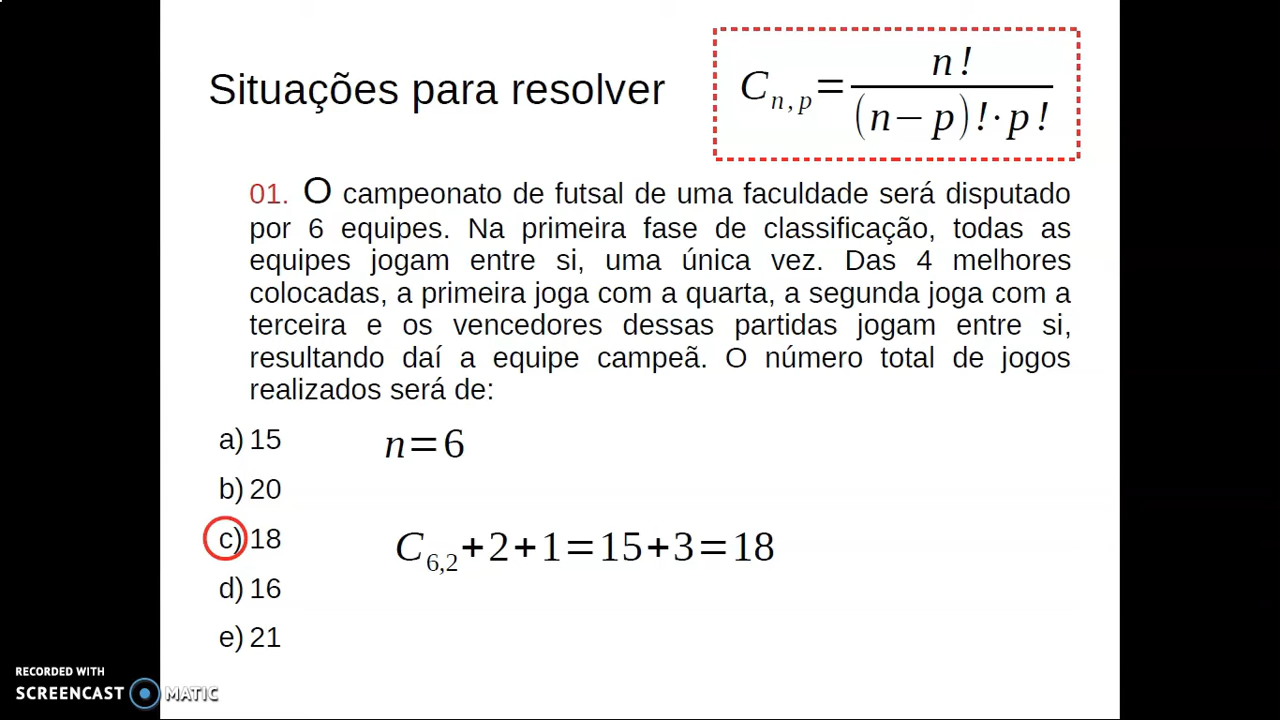 Situações para resolver
C_{n,p} = \frac{n!}{(n-p)! \cdot p!}
01. O campeonato de futsal de uma faculdade será disputado
por 6 equipes. Na primeira fase de classificação, todas as
equipes jogam entre si, uma única vez. Das 4 melhores
colocadas, a primeira joga com a quarta, a segunda joga com a
terceira e os vencedores dessas partidas jogam entre si,
resultando daí a equipe campeã. O número total de jogos
realizados será de:
a) 15
n=6
b) 20
c) 18
C_{6,2}+2+1=15+3=18
d) 16
e) 21
RECORDED WITH
SCREENCAST MATIC